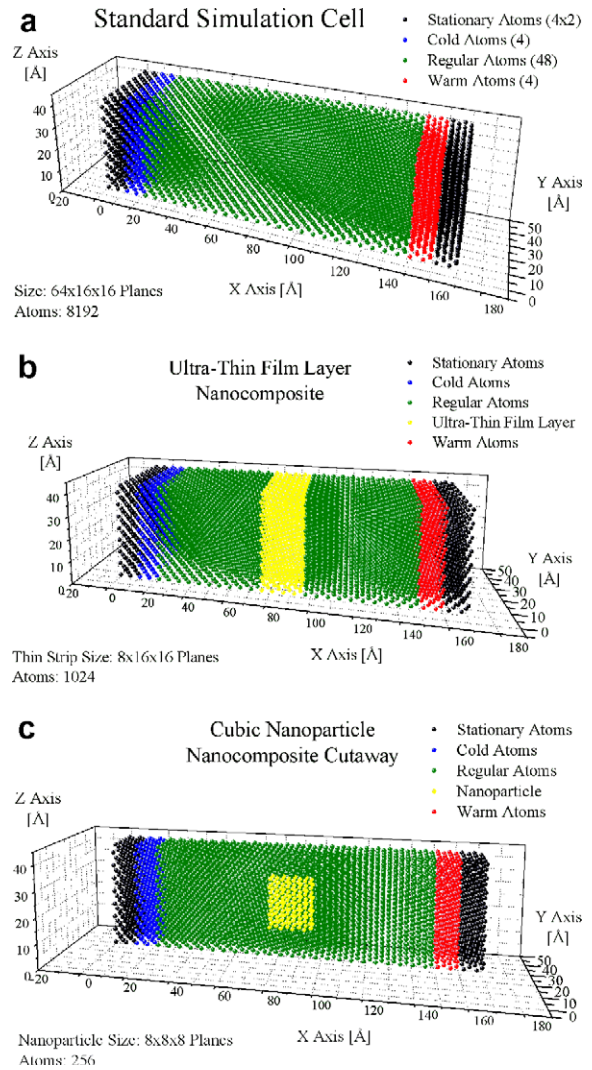 a Standard Simulation Cell
Stationary Atoms (4x2)
Cold Atoms (4)
Regular Atoms (48)
Warm Atoms (4)
Z Axis
[Å]
40
30
20
10
0
-20 0 20 40 60 80 100 120 140 160 180
X Axis [Å]
Y Axis
[Å]
50
40
30
20
10
0
Size: 64x16x16 Planes
Atoms: 8192
b Ultra-Thin Film Layer
Nanocomposite
Stationary Atoms
Cold Atoms
Regular Atoms
Ultra-Thin Film Layer
Warm Atoms
Z Axis
[Å]
40
30
20
10
0
-20 0 20 40 60 80 100 120 140 160 180
X Axis [Å]
Y Axis
[Å]
50
40
30
20
10
0
Thin Strip Size: 8x16x16 Planes
Atoms: 1024
c Cubic Nanoparticle
Nanocomposite Cutaway
Stationary Atoms
Cold Atoms
Regular Atoms
Nanoparticle
Warm Atoms
Z Axis
[Å]
40
30
20
10
0
-20 0 20 40 60 80 100 120 140 160 180
X Axis [Å]
Y Axis
[Å]
50
40
30
20
10
0
Nanoparticle Size: 8x8x8 Planes
Atoms: 256